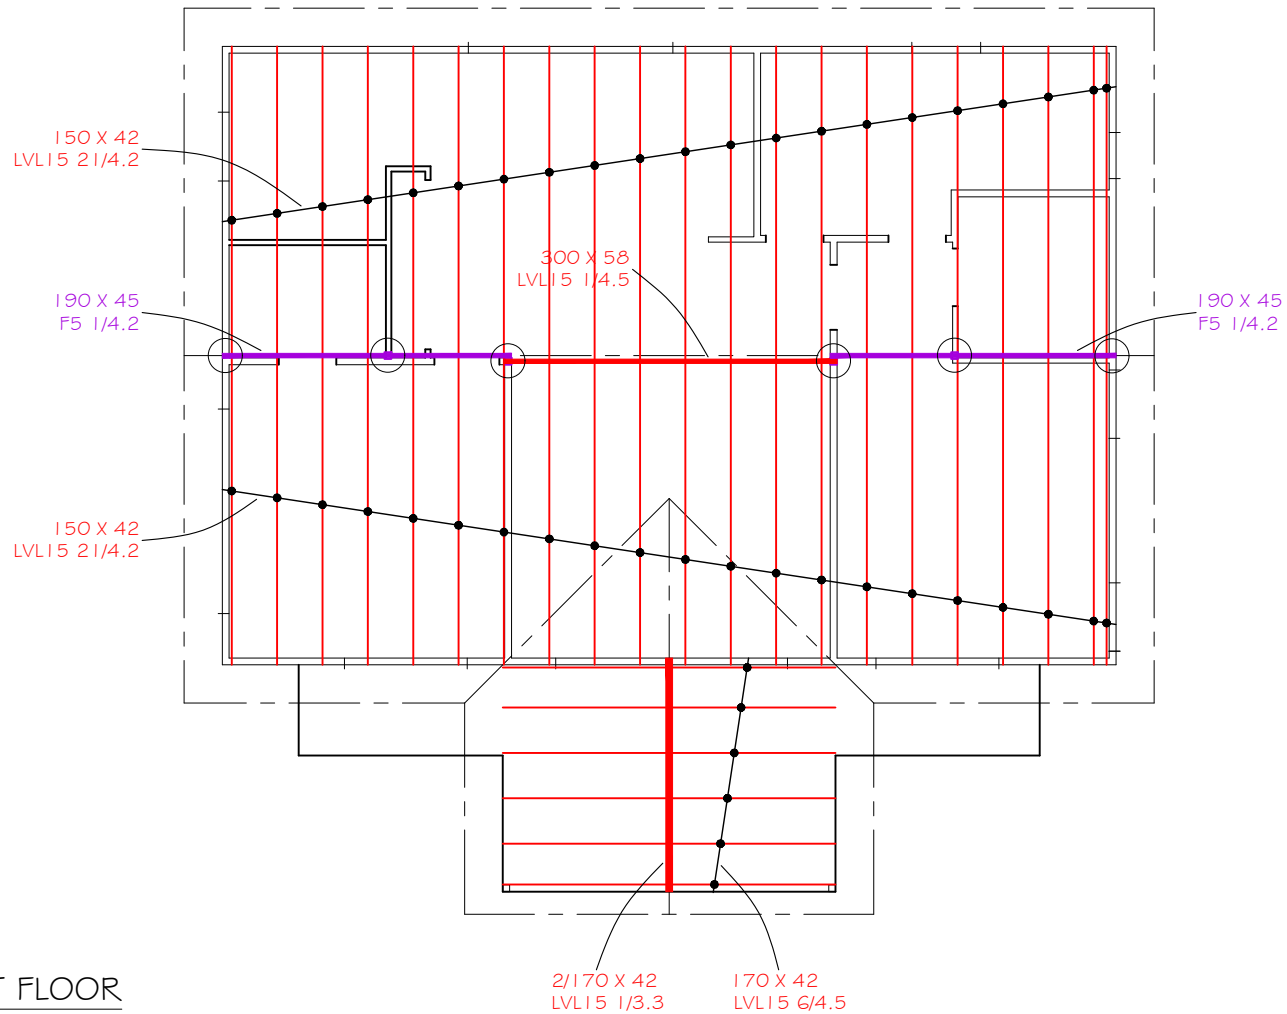 150 X 42
LVL15 21/4.2
300 X 58
LVL15 1/4.5
190 X 45
F5 1/4.2
190 X 45
F5 1/4.2
150 X 42
LVL15 21/4.2
2/170 X 42
LVL15 1/3.3
170 X 42
LVL15 6/4.5
FLOOR